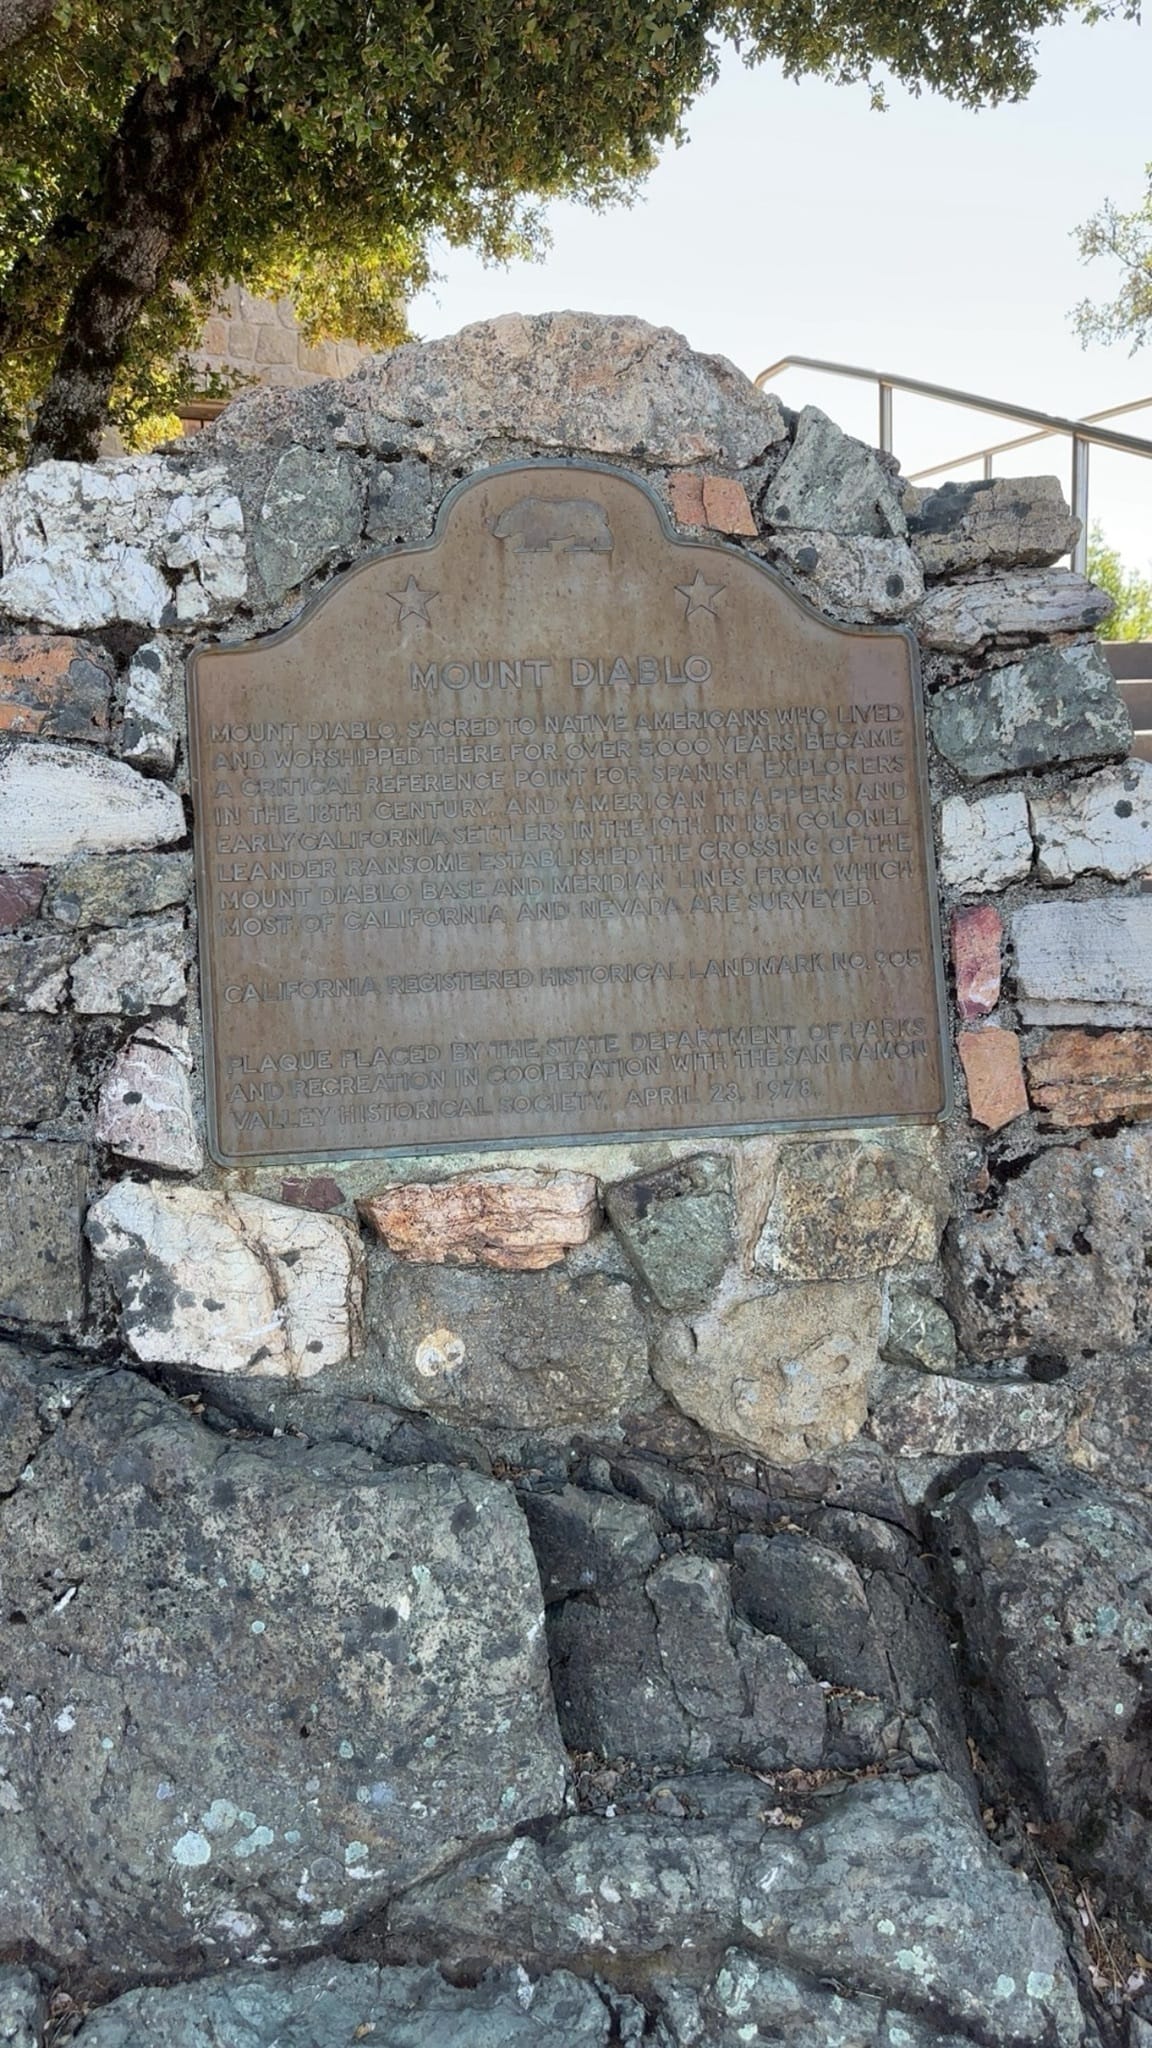 MOUNT DIABLO
MOUNT DIABLO, SACRED TO NATIVE AMERICANS WHO LIVED
AND WORSHIPPED THERE FOR OVER 5,000 YEARS, BECAME
A CRITICAL REFERENCE POINT FOR SPANISH EXPLORERS
IN THE 18TH CENTURY, AND AMERICAN TRAPPERS AND
EARLY CALIFORNIA SETTLERS IN THE 19TH. IN 1851 COLONEL
LEANDER RANSOME ESTABLISHED THE CROSSING OF THE
MOUNT DIABLO BASE AND MERIDIAN LINES FROM WHICH
MOST OF CALIFORNIA AND NEVADA ARE SURVEYED.
CALIFORNIA REGISTERED HISTORICAL LANDMARK NO. 905
PLAQUE PLACED BY THE STATE DEPARTMENT OF PARKS
AND RECREATION IN COOPERATION WITH THE SAN RAMON
VALLEY HISTORICAL SOCIETY, APRIL 23, 1978.